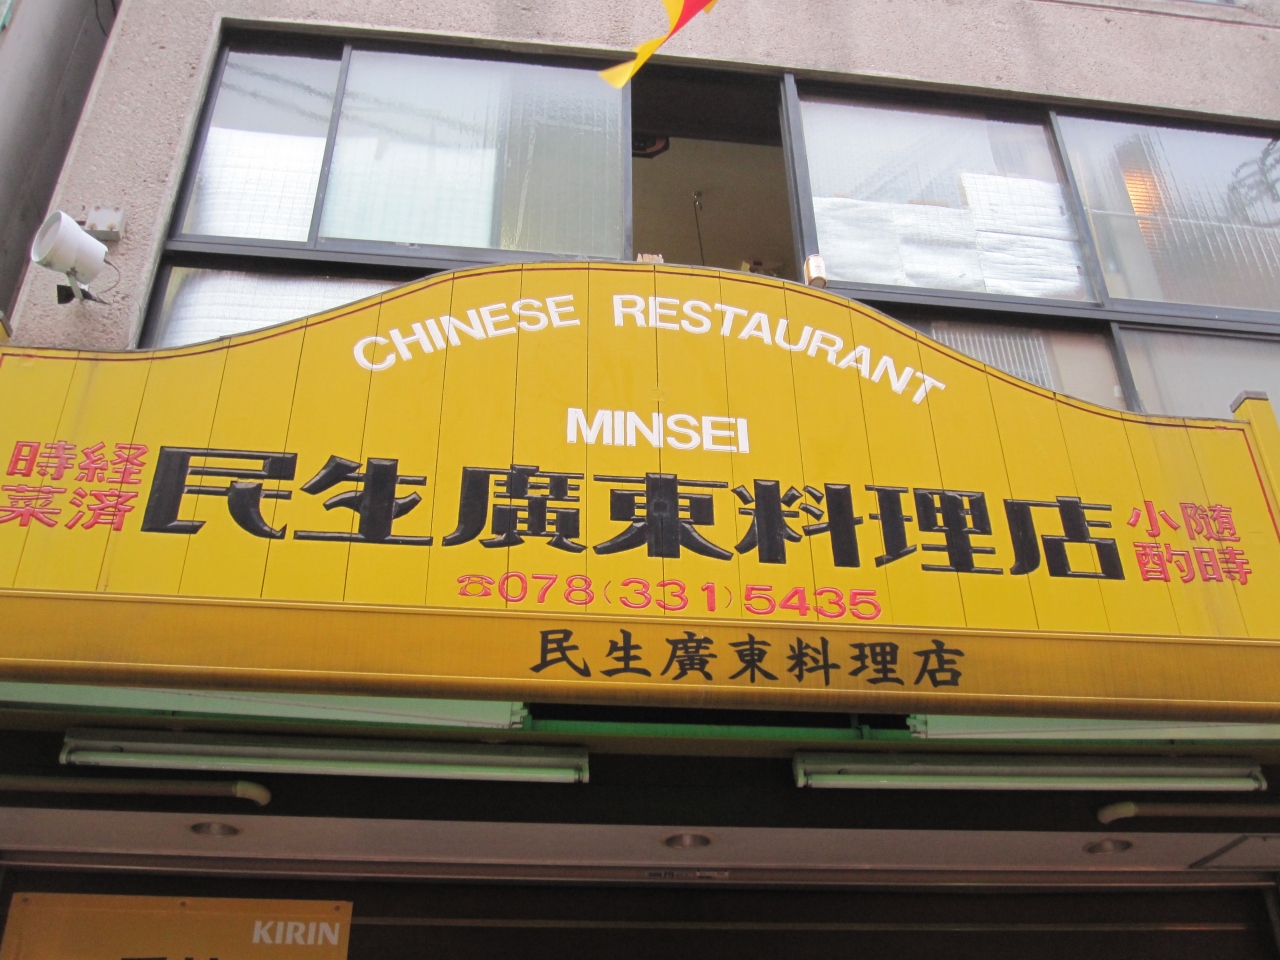 CHINESE RESTAURANT
MINSEI
経済
時菜
民生廣東料理店
随時
小酌
☎078(331)5435
民生廣東料理店
KIRIN